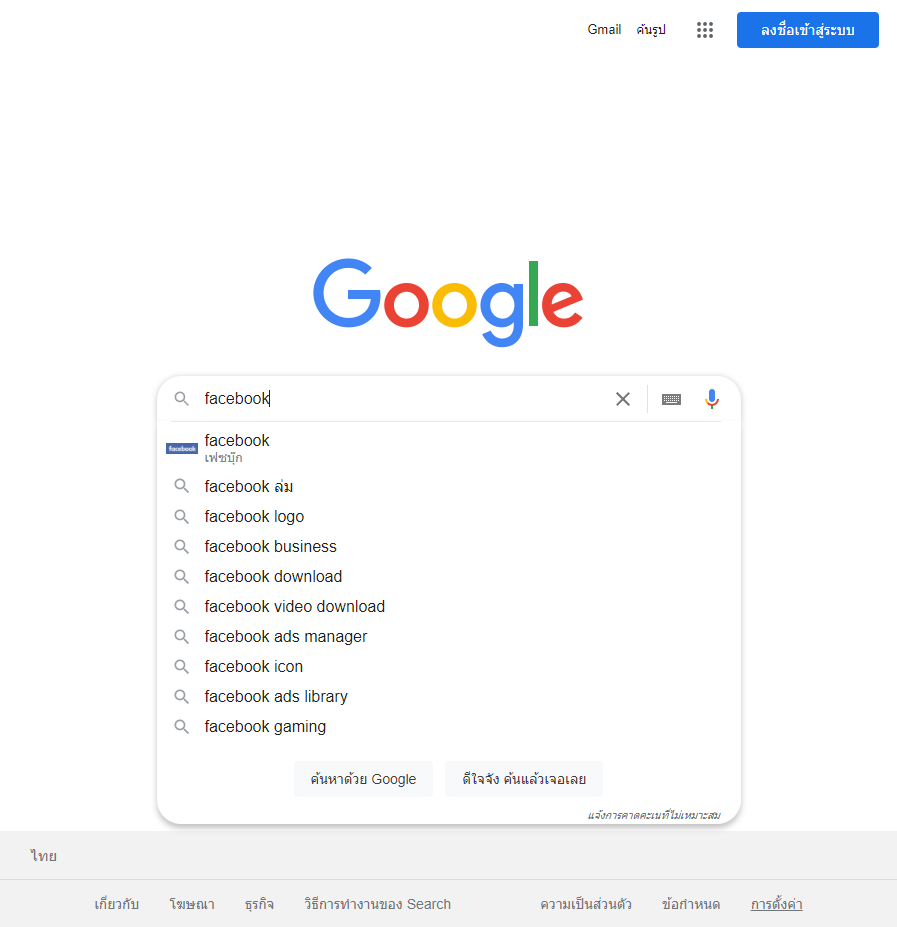 Gmail ค้นรูป ลงชื่อเข้าสู่ระบบ
Google
facebook
facebook facebook
เฟซบุ๊ก
facebook ล่ม
facebook logo
facebook business
facebook download
facebook video download
facebook ads manager
facebook icon
facebook ads library
facebook gaming
ค้นหาด้วย Google ดีใจจัง ค้นแล้วเจอเลย
แจ้งการคาดคะเนที่ไม่เหมาะสม
ไทย
เกี่ยวกับ โฆษณา ธุรกิจ วิธีการทำงานของ Search ความเป็นส่วนตัว ข้อกำหนด การตั้งค่า